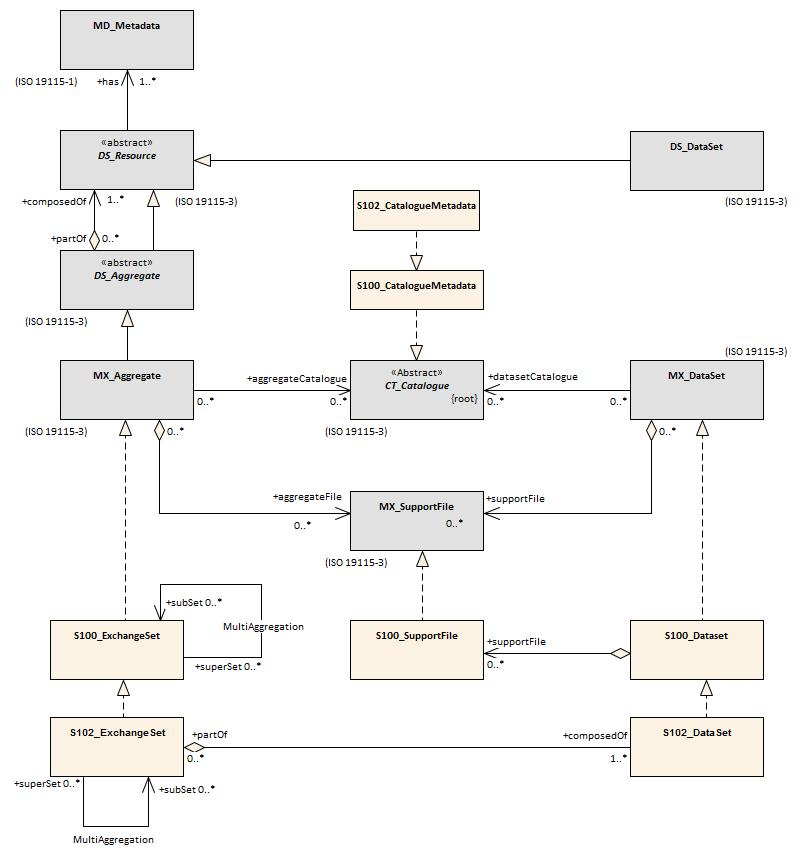 MD_Metadata
(ISO 19115-1)
+has
1..*
«abstract»
DS_Resource
DS_DataSet
+composedOf
1..*
(ISO 19115-3)
(ISO 19115-3)
S102_CatalogueMetadata
+partOf
0..*
«abstract»
DS_Aggregate
S100_CatalogueMetadata
(ISO 19115-3)
(ISO 19115-3)
MX_Aggregate
+aggregateCatalogue
0..*
0..*
«Abstract»
CT_Catalogue
{root}
+datasetCatalogue
0..*
0..*
MX_DataSet
(ISO 19115-3)
0..*
(ISO 19115-3)
0..*
+aggregateFile
0..*
MX_SupportFile
0..*
+supportFile
(ISO 19115-3)
+subSet 0..*
MultiAggregation
S100_ExchangeSet
+superSet 0..*
S100_SupportFile
+supportFile
0..*
S100_Dataset
S102_ExchangeSet
+partOf
0..*
+composedOf
1..*
S102_DataSet
+superSet 0..*
+subSet 0..*
MultiAggregation